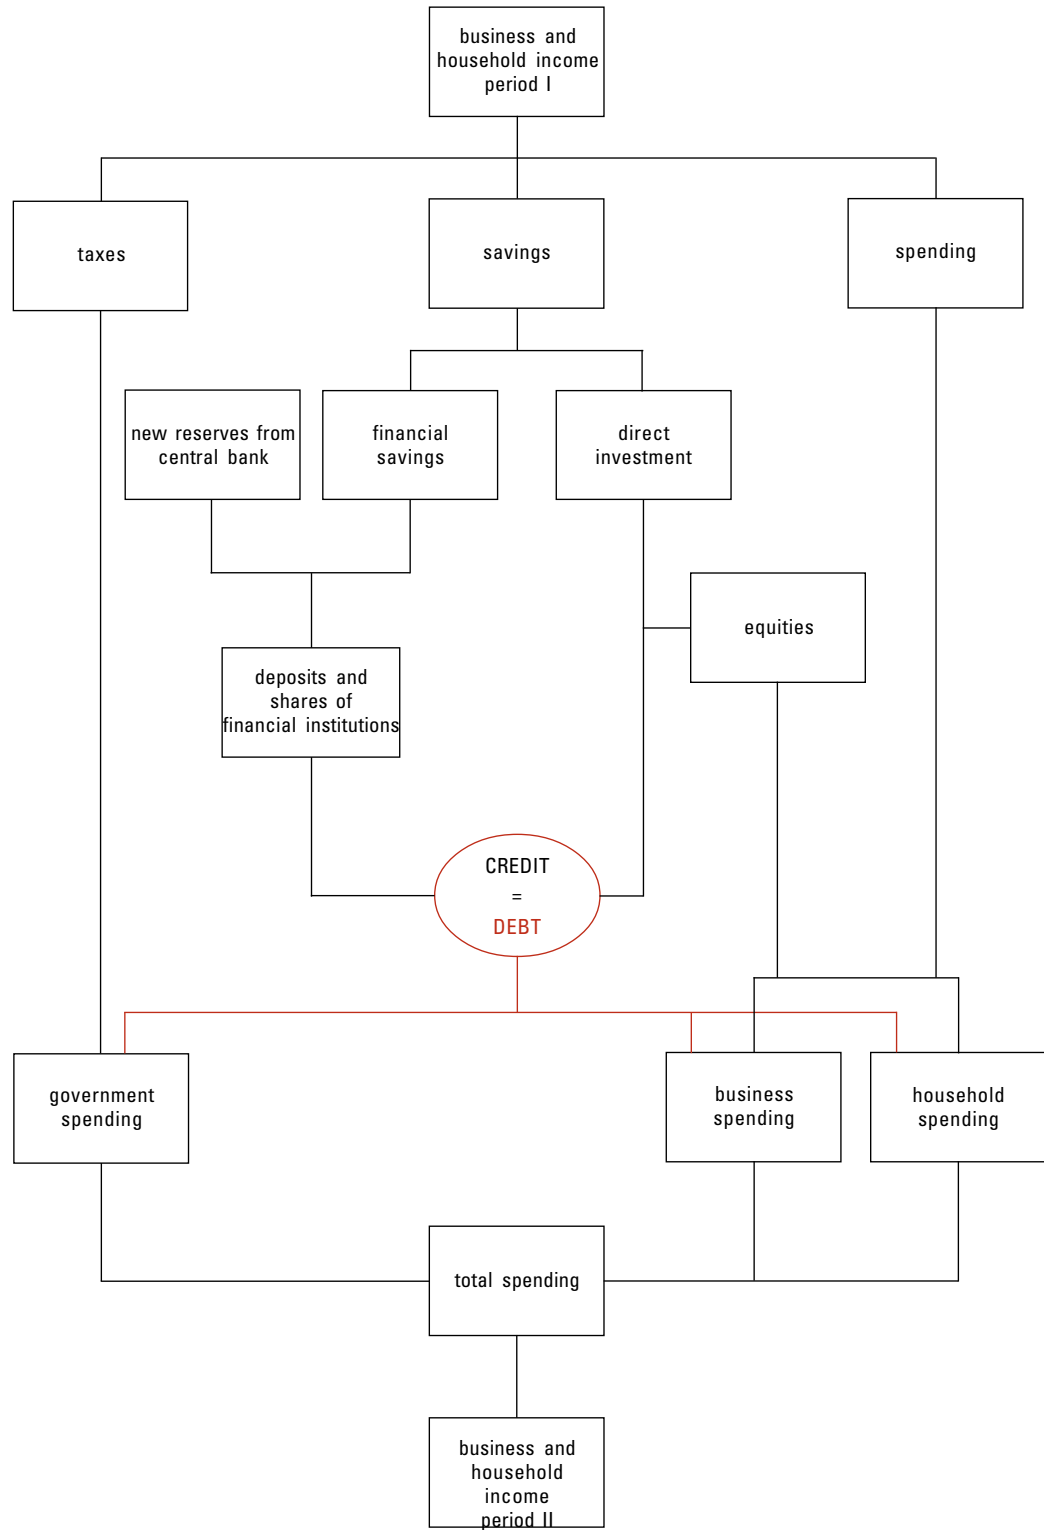 business and
household income
period I
taxes
savings
spending
new reserves from
central bank
financial
savings
direct
investment
equities
deposits and
shares of
financial institutions
CREDIT
=
DEBT
government
spending
business
spending
household
spending
total spending
business and
household
income
period II